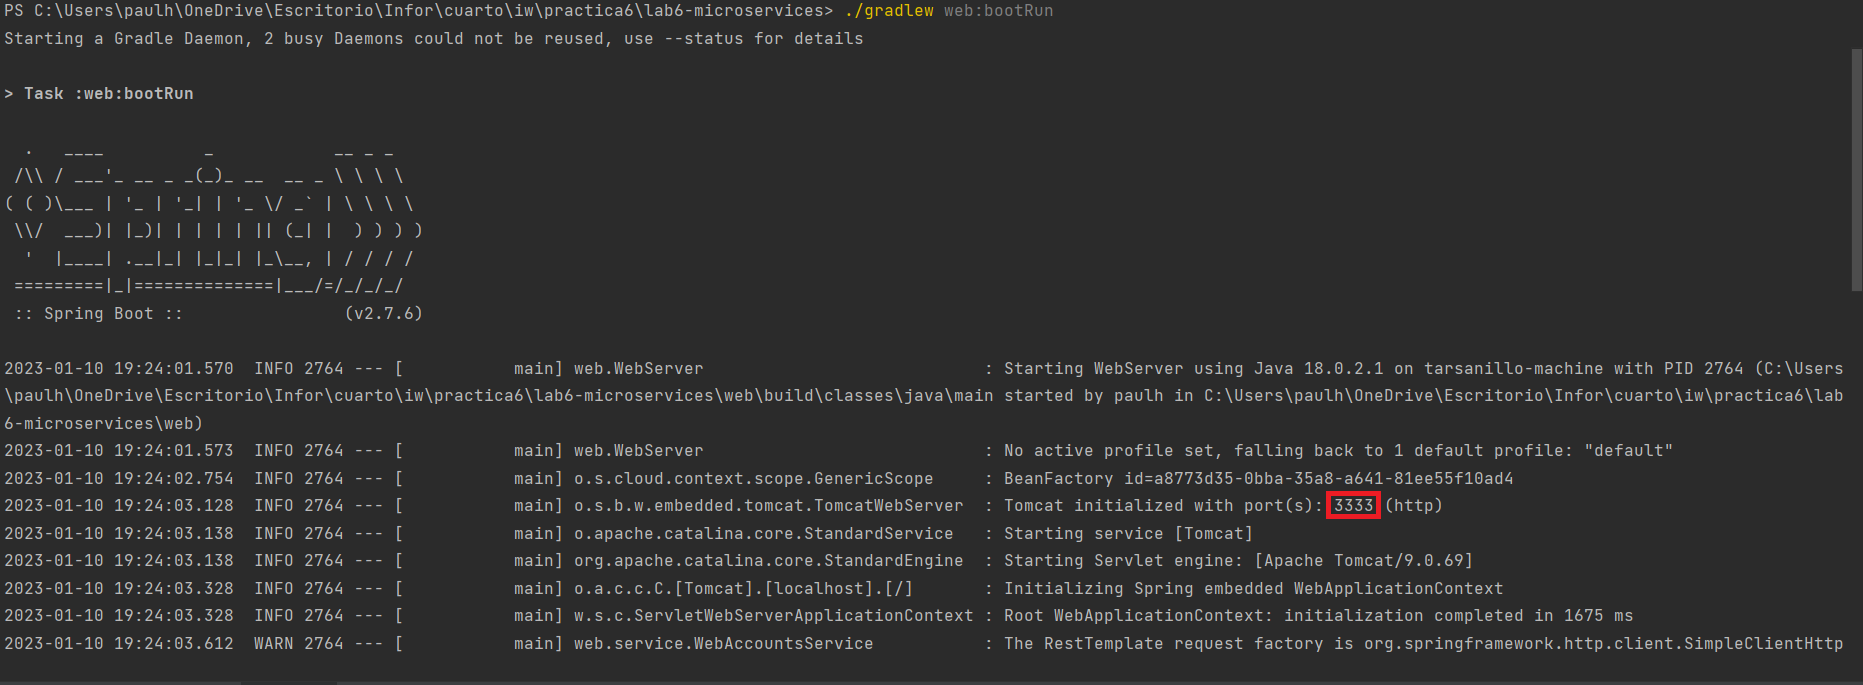 PS C:\Users\paulh\OneDrive\Escritorio\Infor\cuarto\iw\practica6\lab6-microservices> ./gradlew web:bootRun
Starting a Gradle Daemon, 2 busy Daemons could not be reused, use --status for details
> Task :web:bootRun
  .   ____          _            __ _ _
 /\\ / ___'_ __ _ _(_)_ __  __ _ \ \ \ \
( ( )\___ | '_ | '_| | '_ \/ _` | \ \ \ \
 \\/  ___)| |_)| | | | | || (_| |  ) ) ) )
  '  |____| .__|_| |_|_| |_\__, | / / / /
 =========|_|==============|___/=/_/_/_/
 :: Spring Boot ::                (v2.7.6)
2023-01-10 19:24:01.570  INFO 2764 --- [           main] web.WebServer                            : Starting WebServer using Java 18.0.2.1 on tarsanillo-machine with PID 2764 (C:\Users
\paulh\OneDrive\Escritorio\Infor\cuarto\iw\practica6\lab6-microservices\web\build\classes\java\main started by paulh in C:\Users\paulh\OneDrive\Escritorio\Infor\cuarto\iw\practica6\lab
6-microservices\web)
2023-01-10 19:24:01.573  INFO 2764 --- [           main] web.WebServer                            : No active profile set, falling back to 1 default profile: "default"
2023-01-10 19:24:02.754  INFO 2764 --- [           main] o.s.cloud.context.scope.GenericScope     : BeanFactory id=a8773d35-0bba-35a8-a641-81ee55f10ad4
2023-01-10 19:24:03.128  INFO 2764 --- [           main] o.s.b.w.embedded.tomcat.TomcatWebServer  : Tomcat initialized with port(s): 3333 (http)
2023-01-10 19:24:03.138  INFO 2764 --- [           main] o.apache.catalina.core.StandardService   : Starting service [Tomcat]
2023-01-10 19:24:03.138  INFO 2764 --- [           main] org.apache.catalina.core.StandardEngine  : Starting Servlet engine: [Apache Tomcat/9.0.69]
2023-01-10 19:24:03.328  INFO 2764 --- [           main] o.a.c.c.C.[Tomcat].[localhost].[/]       : Initializing Spring embedded WebApplicationContext
2023-01-10 19:24:03.328  INFO 2764 --- [           main] w.s.c.ServletWebServerApplicationContext : Root WebApplicationContext: initialization completed in 1675 ms
2023-01-10 19:24:03.612  WARN 2764 --- [           main] web.service.WebAccountsService           : The RestTemplate request factory is org.springframework.http.client.SimpleClientHttp